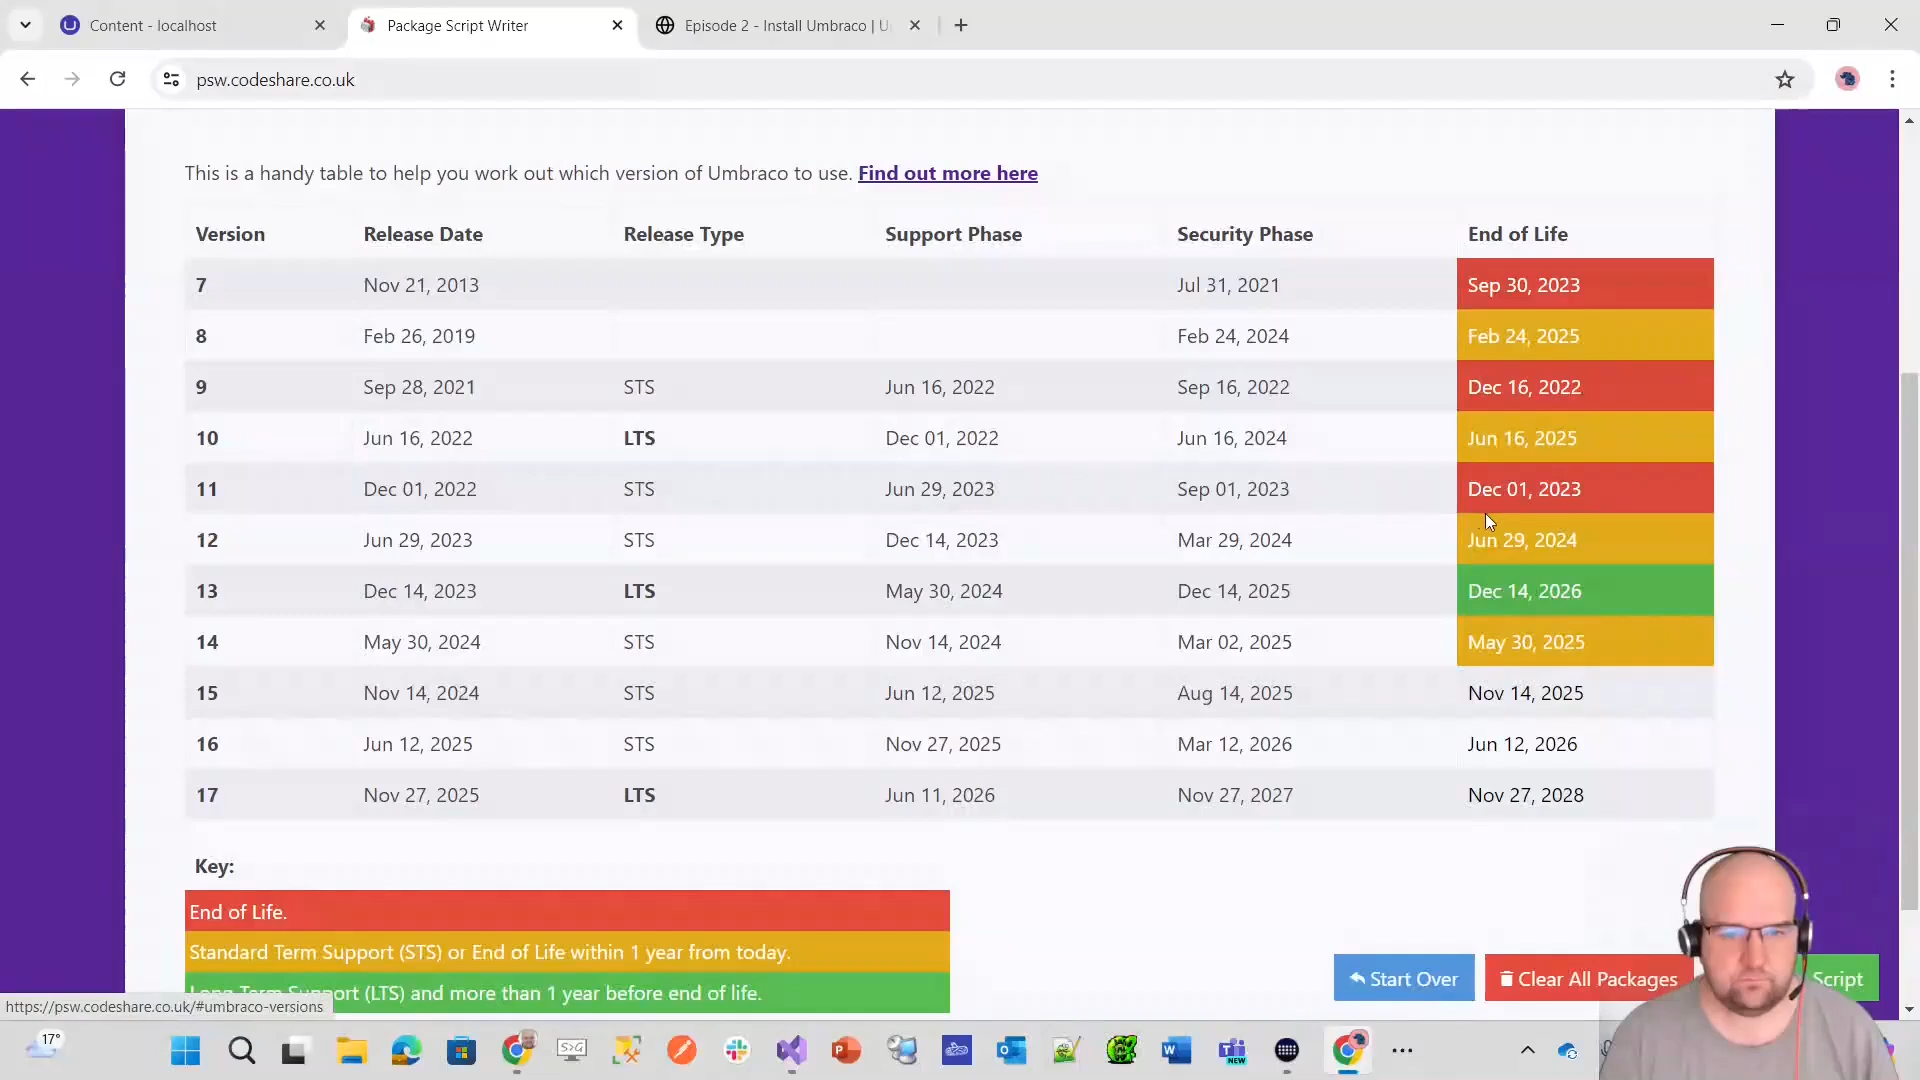 Content - localhost
Package Script Writer
Episode 2 - Install Umbraco | U
psw.codeshare.co.uk
This is a handy table to help you work out which version of Umbraco to use. Find out more here
Version Release Date Release Type Support Phase Security Phase End of Life
7 Nov 21, 2013 Jul 31, 2021 Sep 30, 2023
8 Feb 26, 2019 Feb 24, 2024 Feb 24, 2025
9 Sep 28, 2021 STS Jun 16, 2022 Sep 16, 2022 Dec 16, 2022
10 Jun 16, 2022 LTS Dec 01, 2022 Jun 16, 2024 Jun 16, 2025
11 Dec 01, 2022 STS Jun 29, 2023 Sep 01, 2023 Dec 01, 2023
12 Jun 29, 2023 STS Dec 14, 2023 Mar 29, 2024 Jun 29, 2024
13 Dec 14, 2023 LTS May 30, 2024 Dec 14, 2025 Dec 14, 2026
14 May 30, 2024 STS Nov 14, 2024 Mar 02, 2025 May 30, 2025
15 Nov 14, 2024 STS Jun 12, 2025 Aug 14, 2025 Nov 14, 2025
16 Jun 12, 2025 STS Nov 27, 2025 Mar 12, 2026 Jun 12, 2026
17 Nov 27, 2025 LTS Jun 11, 2026 Nov 27, 2027 Nov 27, 2028
Key:
End of Life.
Standard Term Support (STS) or End of Life within 1 year from today.
Long Term Support (LTS) and more than 1 year before end of life.
Start Over Clear All Packages Script
https://psw.codeshare.co.uk/#umbraco-versions
17°
S>G
NEW